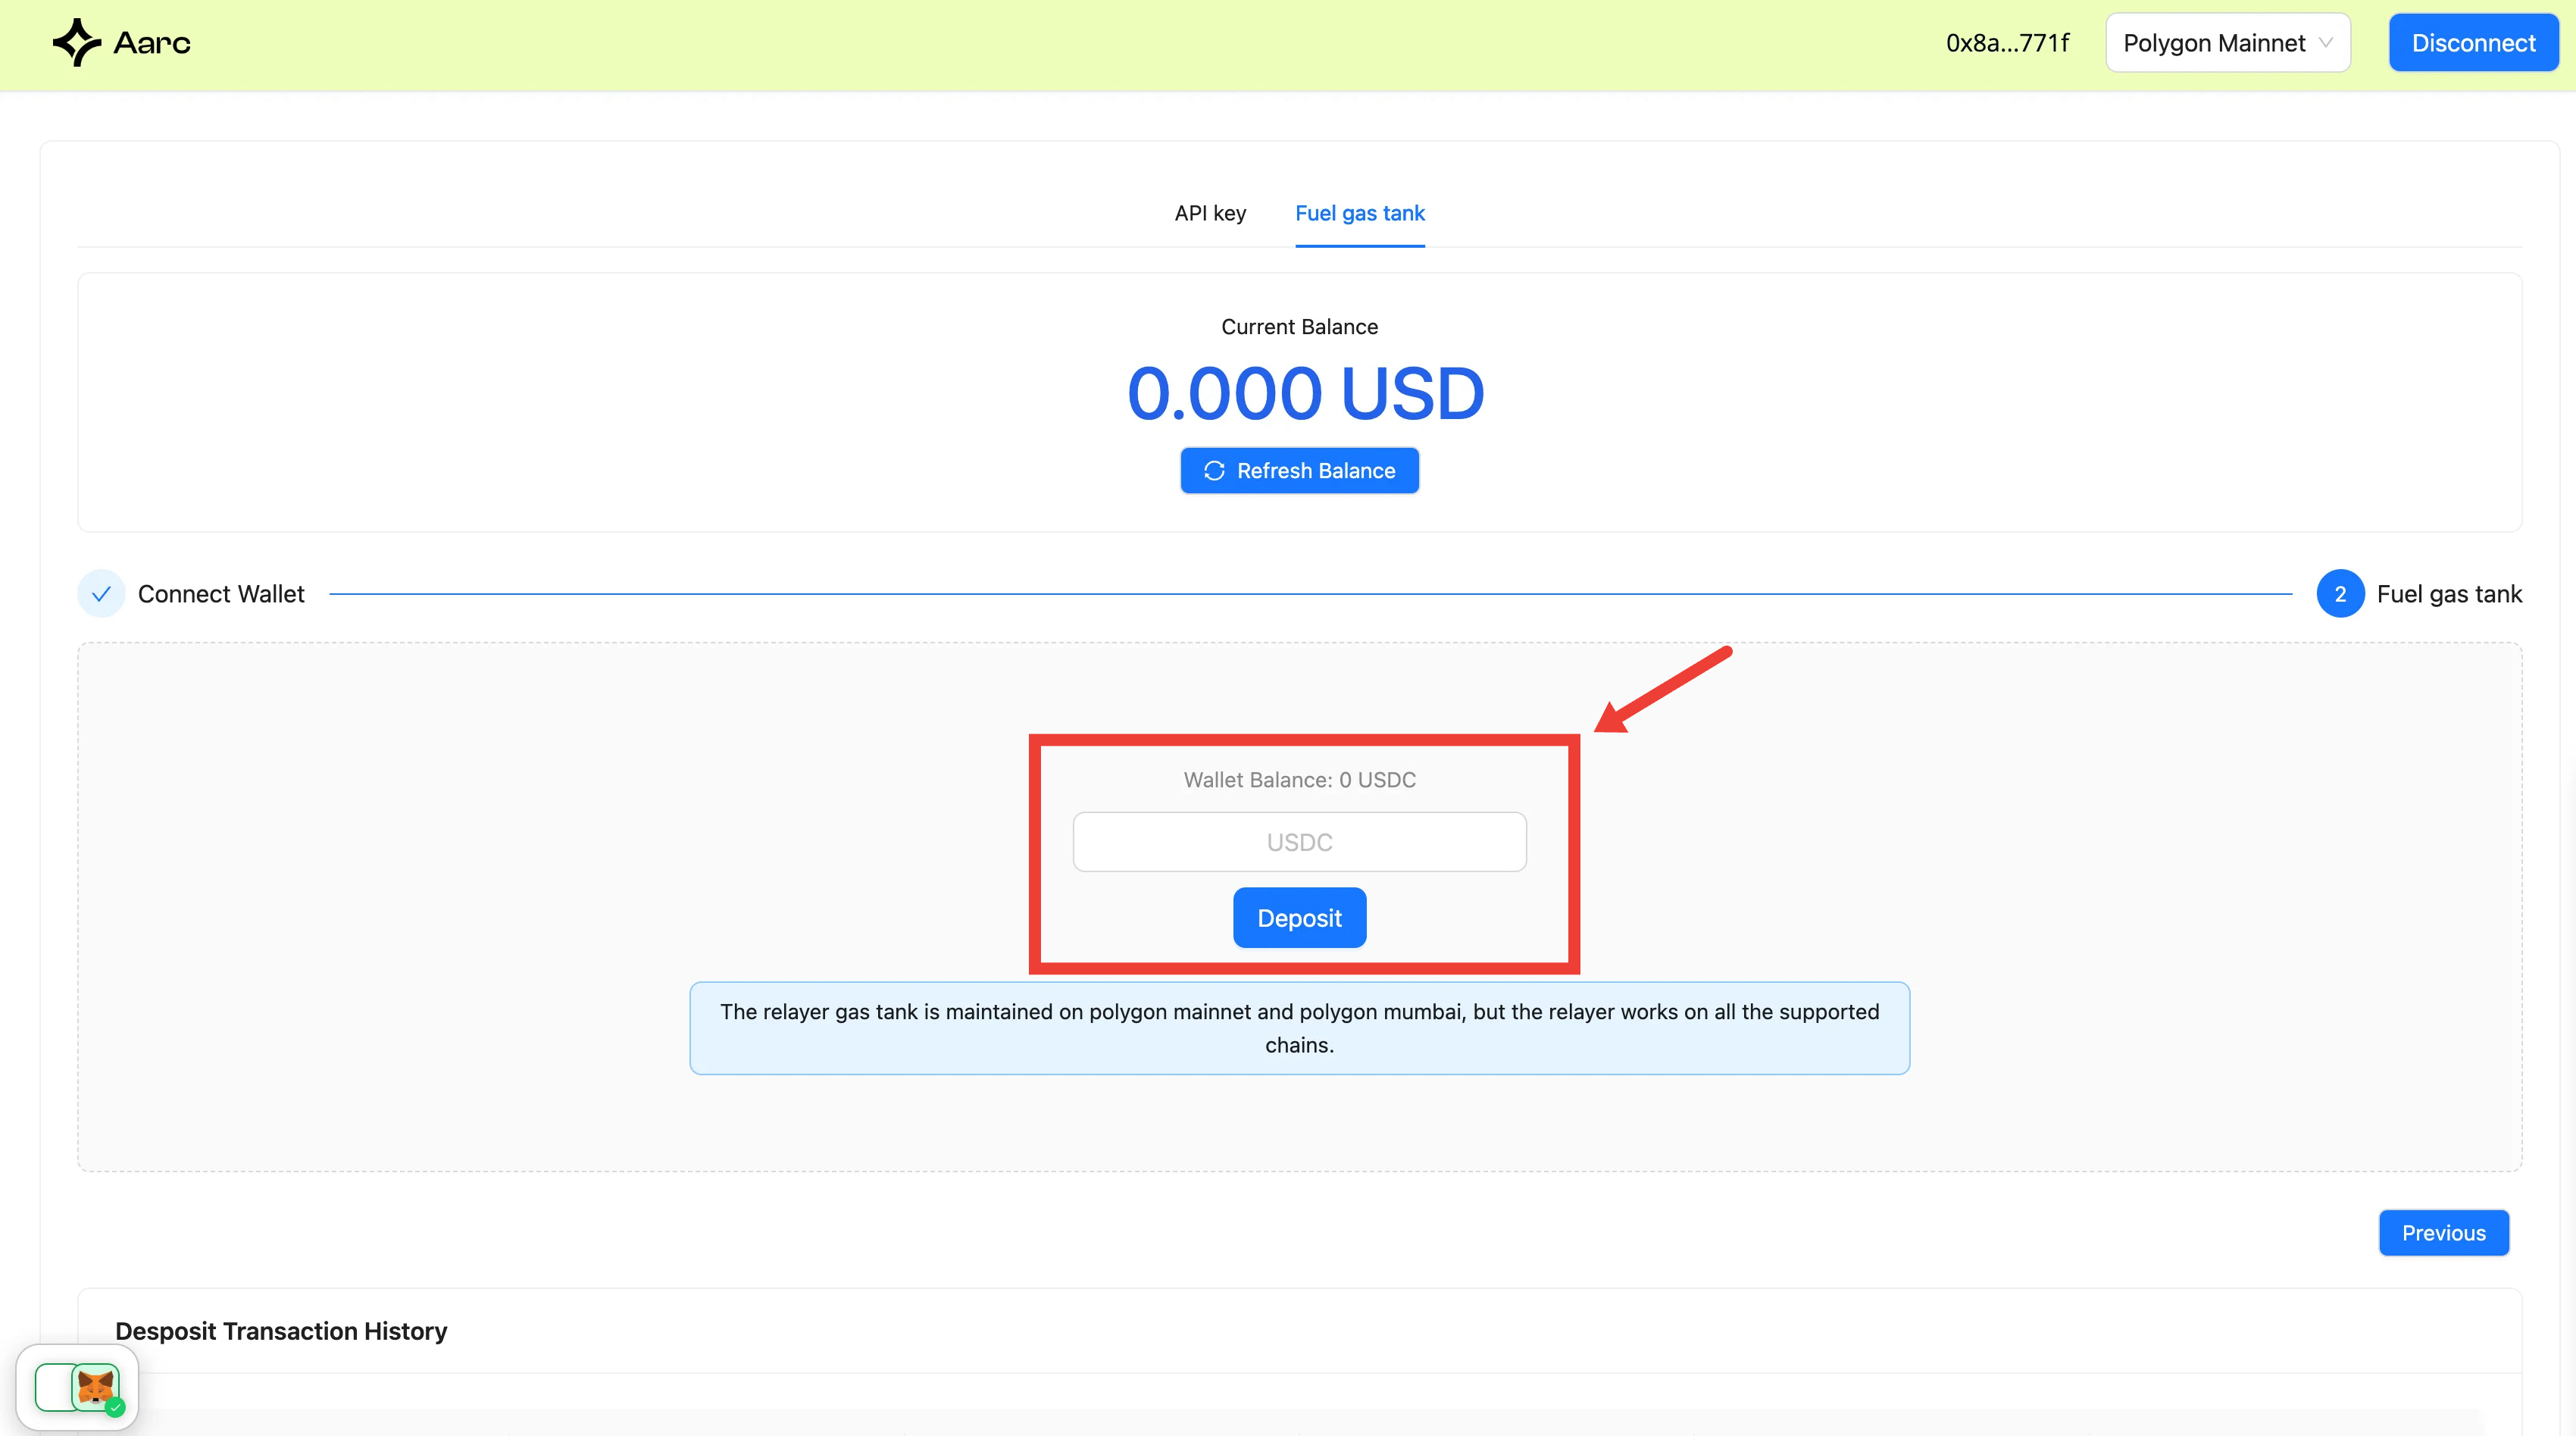 Aarc
0x8a...771f
Polygon Mainnet
Disconnect
API key
Fuel gas tank
Current Balance
0.000 USD
Refresh Balance
Connect Wallet
2
Fuel gas tank
Wallet Balance: 0 USDC
USDC
Deposit
The relayer gas tank is maintained on polygon mainnet and polygon mumbai, but the relayer works on all the supported
chains.
Previous
Desposit Transaction History